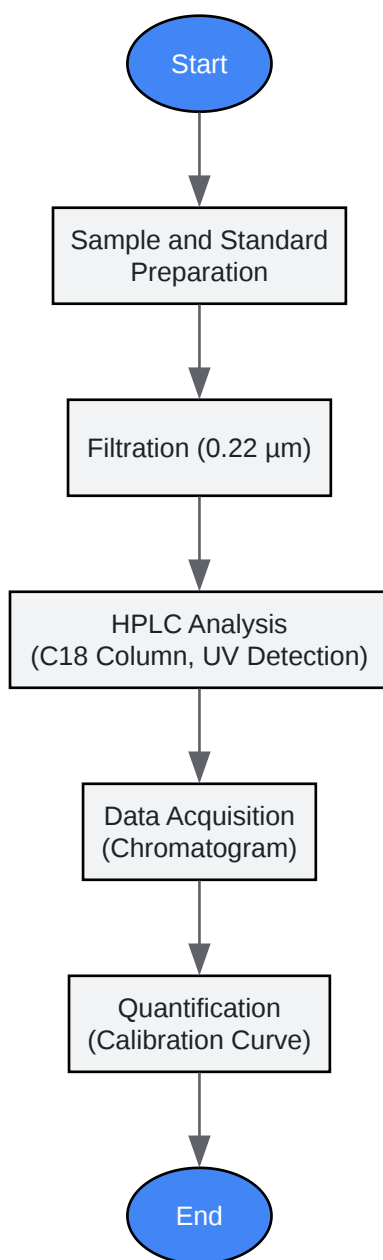 Start
Sample and Standard
Preparation
Filtration (0.22 µm)
HPLC Analysis
(C18 Column, UV Detection)
Data Acquisition
(Chromatogram)
Quantification
(Calibration Curve)
End